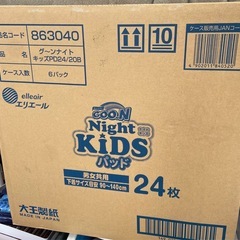 品名コード
863040
ケース販売用JANコード
品名
グ〜ンナイト
キッズPD24/20B
ケース入数
6パック
10
4902011840520
elleair
エリエール
GOO.N
Night
KiDS
パッド
男女共用
下着サイズ目安 90〜140cm
24枚
大王製紙